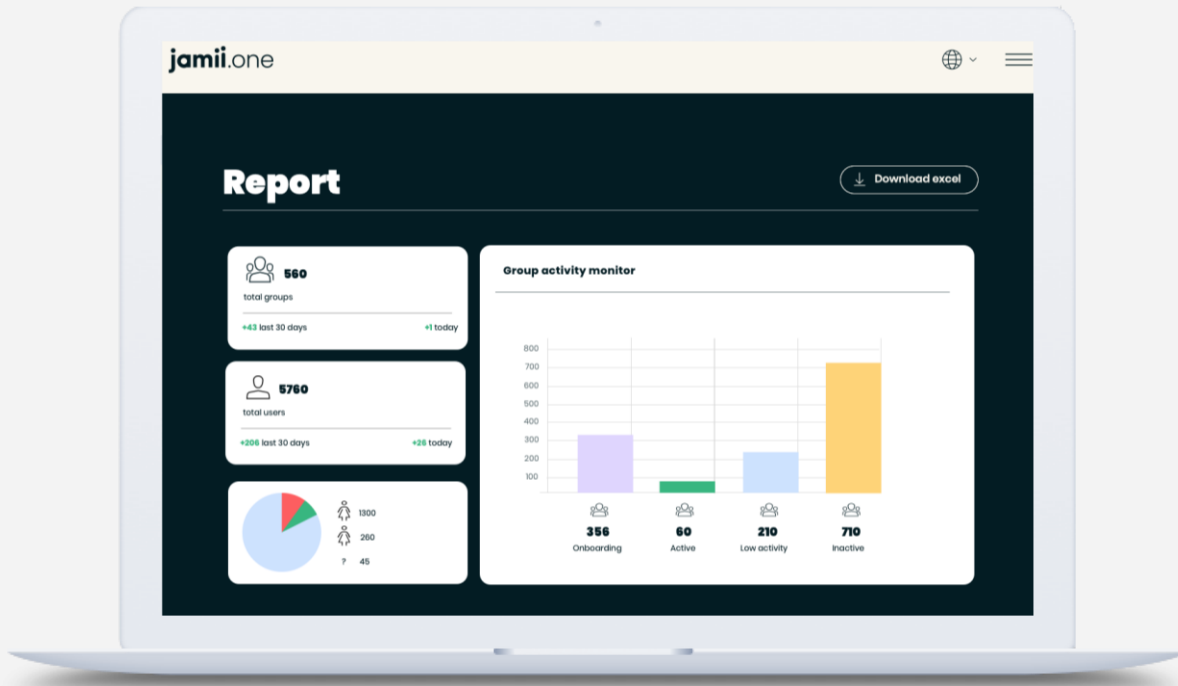 jamii.one
Report
Download excel
560
total groups
+43 last 30 days +1 today
5760
total users
+206 last 30 days +26 today
1300
260
? 45
Group activity monitor
800
700
600
500
400
300
200
100
356 60 210 710
Onboarding Active Low activity Inactive